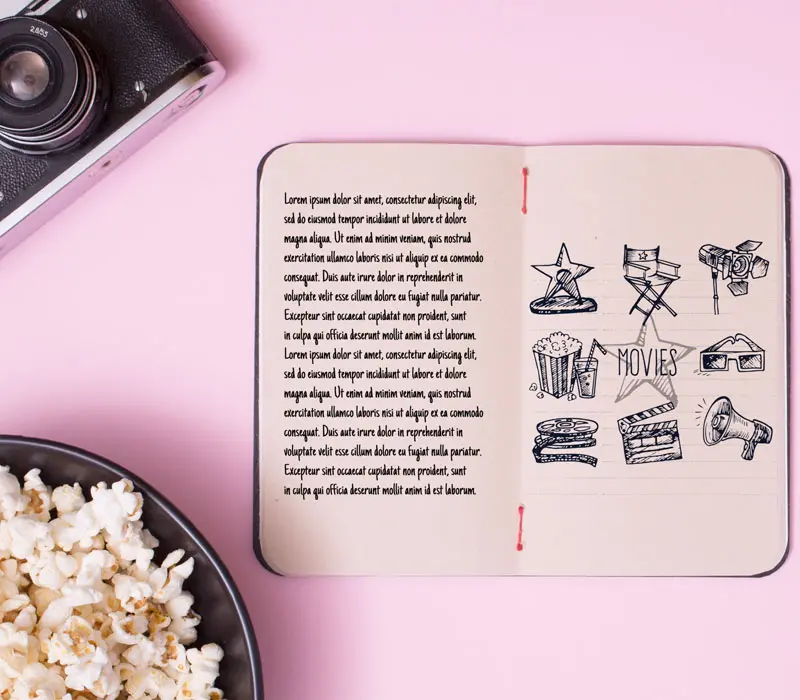 2,8/53
Lorem ipsum dolor sit amet, consectetur adipiscing elit,
sed do eiusmod tempor incididunt ut labore et dolore
magna aliqua. Ut enim ad minim veniam, quis nostrud
exercitation ullamco laboris nisi ut aliquip ex ea commodo
consequat. Duis aute irure dolor in reprehenderit in
voluptate velit esse cillum dolore eu fugiat nulla pariatur.
Excepteur sint occaecat cupidatat non proident, sunt
in culpa qui officia deserunt mollit anim id est laborum.
Lorem ipsum dolor sit amet, consectetur adipiscing elit,
sed do eiusmod tempor incididunt ut labore et dolore
magna aliqua. Ut enim ad minim veniam, quis nostrud
exercitation ullamco laboris nisi ut aliquip ex ea commodo
consequat. Duis aute irure dolor in reprehenderit in
voluptate velit esse cillum dolore eu fugiat nulla pariatur.
Excepteur sint occaecat cupidatat non proident, sunt
in culpa qui officia deserunt mollit anim id est laborum.
MOVIES